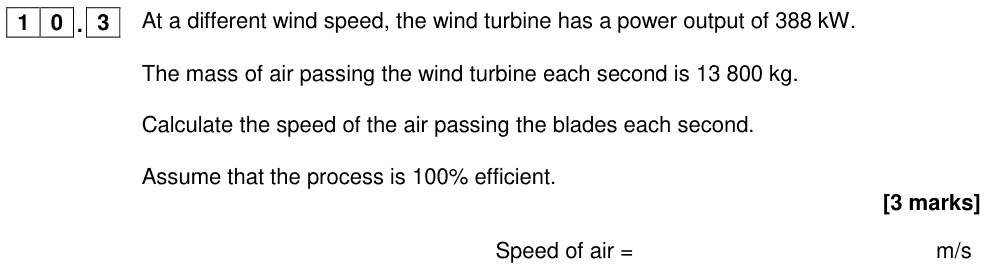 10.3 At a different wind speed, the wind turbine has a power output of 388 kW.
The mass of air passing the wind turbine each second is 13 800 kg.
Calculate the speed of the air passing the blades each second.
Assume that the process is 100% efficient.
[3 marks]
Speed of air = m/s